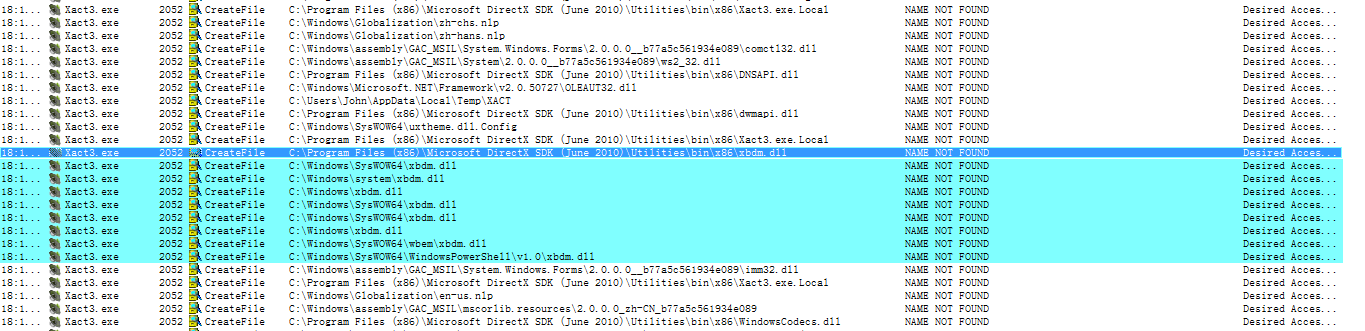 18:1... Xact3.exe 2052 CreateFile C:\Program Files (x86)\Microsoft DirectX SDK (June 2010)\Utilities\bin\x86\Xact3.exe.Local NAME NOT FOUND Desired Acces...
18:1... Xact3.exe 2052 CreateFile C:\Windows\Globalization\zh-chs.nlp NAME NOT FOUND Desired Acces...
18:1... Xact3.exe 2052 CreateFile C:\Windows\Globalization\zh-hans.nlp NAME NOT FOUND Desired Acces...
18:1... Xact3.exe 2052 CreateFile C:\Windows\assembly\GAC_MSIL\System.Windows.Forms\2.0.0.0__b77a5c561934e089\comctl32.dll NAME NOT FOUND Desired Acces...
18:1... Xact3.exe 2052 CreateFile C:\Windows\assembly\GAC_MSIL\System\2.0.0.0__b77a5c561934e089\ws2_32.dll NAME NOT FOUND Desired Acces...
18:1... Xact3.exe 2052 CreateFile C:\Program Files (x86)\Microsoft DirectX SDK (June 2010)\Utilities\bin\x86\DNSAPI.dll NAME NOT FOUND Desired Acces...
18:1... Xact3.exe 2052 CreateFile C:\Windows\Microsoft.NET\Framework\v2.0.50727\OLEAUT32.dll NAME NOT FOUND Desired Acces...
18:1... Xact3.exe 2052 CreateFile C:\Users\John\AppData\Local\Temp\XACT NAME NOT FOUND Desired Acces...
18:1... Xact3.exe 2052 CreateFile C:\Program Files (x86)\Microsoft DirectX SDK (June 2010)\Utilities\bin\x86\dwmapi.dll NAME NOT FOUND Desired Acces...
18:1... Xact3.exe 2052 CreateFile C:\Windows\SysWOW64\uxtheme.dll.Config NAME NOT FOUND Desired Acces...
18:1... Xact3.exe 2052 CreateFile C:\Program Files (x86)\Microsoft DirectX SDK (June 2010)\Utilities\bin\x86\Xact3.exe.Local NAME NOT FOUND Desired Acces...
18:1... Xact3.exe 2052 CreateFile C:\Program Files (x86)\Microsoft DirectX SDK (June 2010)\Utilities\bin\x86\xbdm.dll NAME NOT FOUND Desired Acces...
18:1... Xact3.exe 2052 CreateFile C:\Windows\SysWOW64\xbdm.dll NAME NOT FOUND Desired Acces...
18:1... Xact3.exe 2052 CreateFile C:\Windows\system\xbdm.dll NAME NOT FOUND Desired Acces...
18:1... Xact3.exe 2052 CreateFile C:\Windows\xbdm.dll NAME NOT FOUND Desired Acces...
18:1... Xact3.exe 2052 CreateFile C:\Windows\SysWOW64\xbdm.dll NAME NOT FOUND Desired Acces...
18:1... Xact3.exe 2052 CreateFile C:\Windows\SysWOW64\xbdm.dll NAME NOT FOUND Desired Acces...
18:1... Xact3.exe 2052 CreateFile C:\Windows\xbdm.dll NAME NOT FOUND Desired Acces...
18:1... Xact3.exe 2052 CreateFile C:\Windows\SysWOW64\wbem\xbdm.dll NAME NOT FOUND Desired Acces...
18:1... Xact3.exe 2052 CreateFile C:\Windows\SysWOW64\WindowsPowerShell\v1.0\xbdm.dll NAME NOT FOUND Desired Acces...
18:1... Xact3.exe 2052 CreateFile C:\Windows\assembly\GAC_MSIL\System.Windows.Forms\2.0.0.0__b77a5c561934e089\imm32.dll NAME NOT FOUND Desired Acces...
18:1... Xact3.exe 2052 CreateFile C:\Program Files (x86)\Microsoft DirectX SDK (June 2010)\Utilities\bin\x86\Xact3.exe.Local NAME NOT FOUND Desired Acces...
18:1... Xact3.exe 2052 CreateFile C:\Windows\Globalization\en-us.nlp NAME NOT FOUND Desired Acces...
18:1... Xact3.exe 2052 CreateFile C:\Windows\assembly\GAC_MSIL\mscorlib.resources\2.0.0.0_zh-CN_b77a5c561934e089 NAME NOT FOUND Desired Acces...
18:1... Xact3.exe 2052 CreateFile C:\Program Files (x86)\Microsoft DirectX SDK (June 2010)\Utilities\bin\x86\WindowsCodecs.dll NAME NOT FOUND Desired Acces...